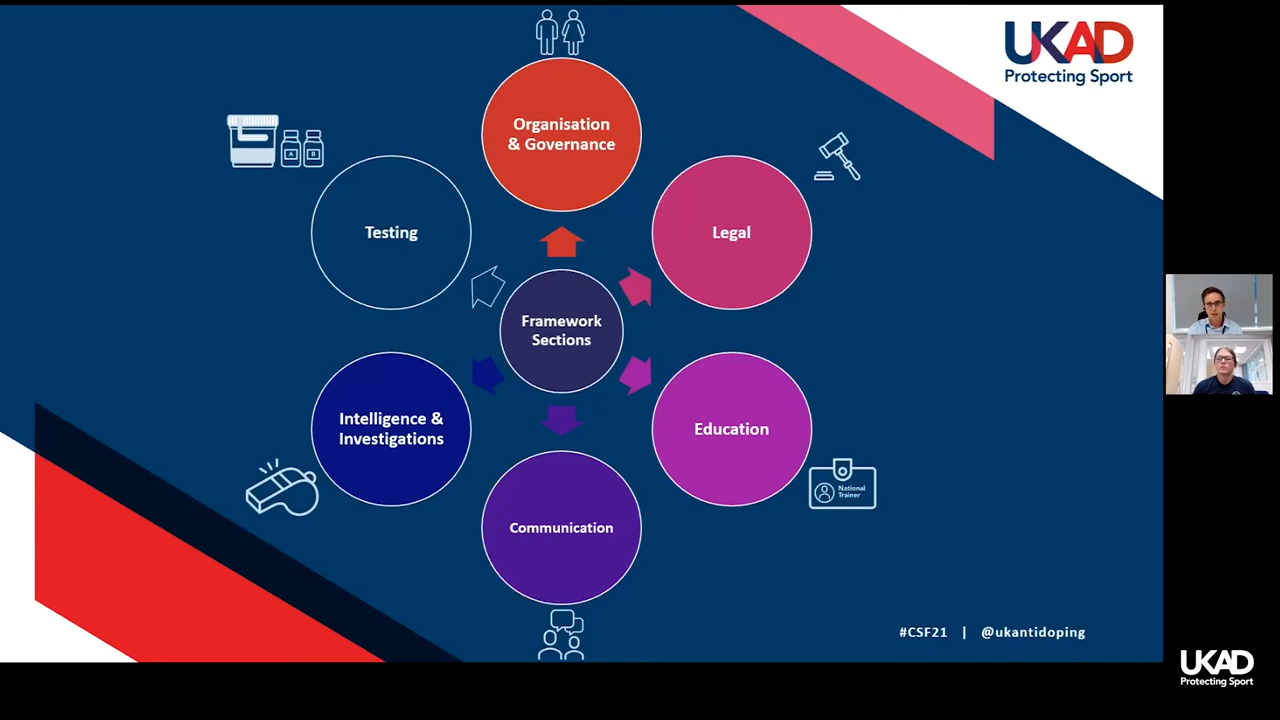 UKAD
Protecting Sport
Organisation
& Governance
A
B
Testing
Legal
Framework
Sections
Intelligence &
Investigations
Education
National
Trainer
Communication
#CSF21 | @ukantidoping
UKAD
Protecting Sport